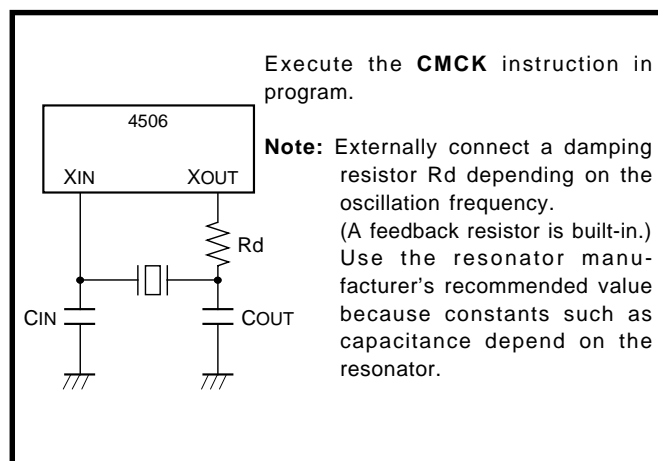 Execute the CMCK instruction in
program.
4506
XIN XOUT
Rd
CIN COUT
Note: Externally connect a damping
resistor Rd depending on the
oscillation frequency.
(A feedback resistor is built-in.)
Use the resonator manu-
facturer's recommended value
because constants such as
capacitance depend on the
resonator.